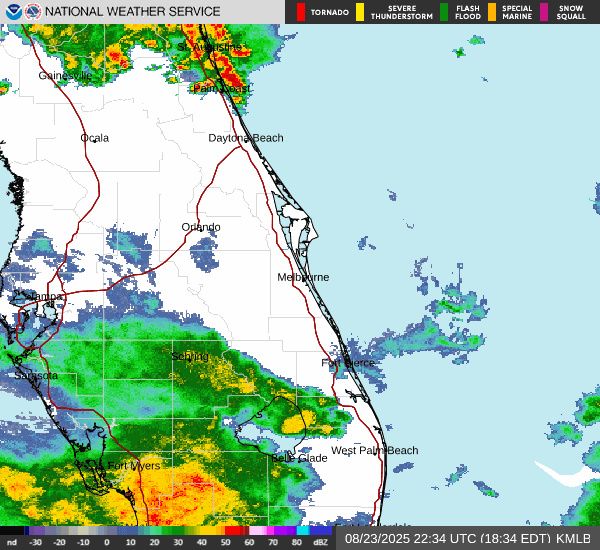 NATIONAL WEATHER SERVICE
TORNADO
SEVERE THUNDERSTORM
FLASH FLOOD
SPECIAL MARINE
SNOW SQUALL
St. Augustine
Gainesville
Palm Coast
Ocala
Daytona Beach
Orlando
Melbourne
Tampa
Sebring
Fort Pierce
Sarasota
West Palm Beach
Belle Glade
Fort Myers
nd -30 -20 -10 0 10 20 30 40 50 60 70 80 dBZ
08/23/2025 22:34 UTC (18:34 EDT) KMLB